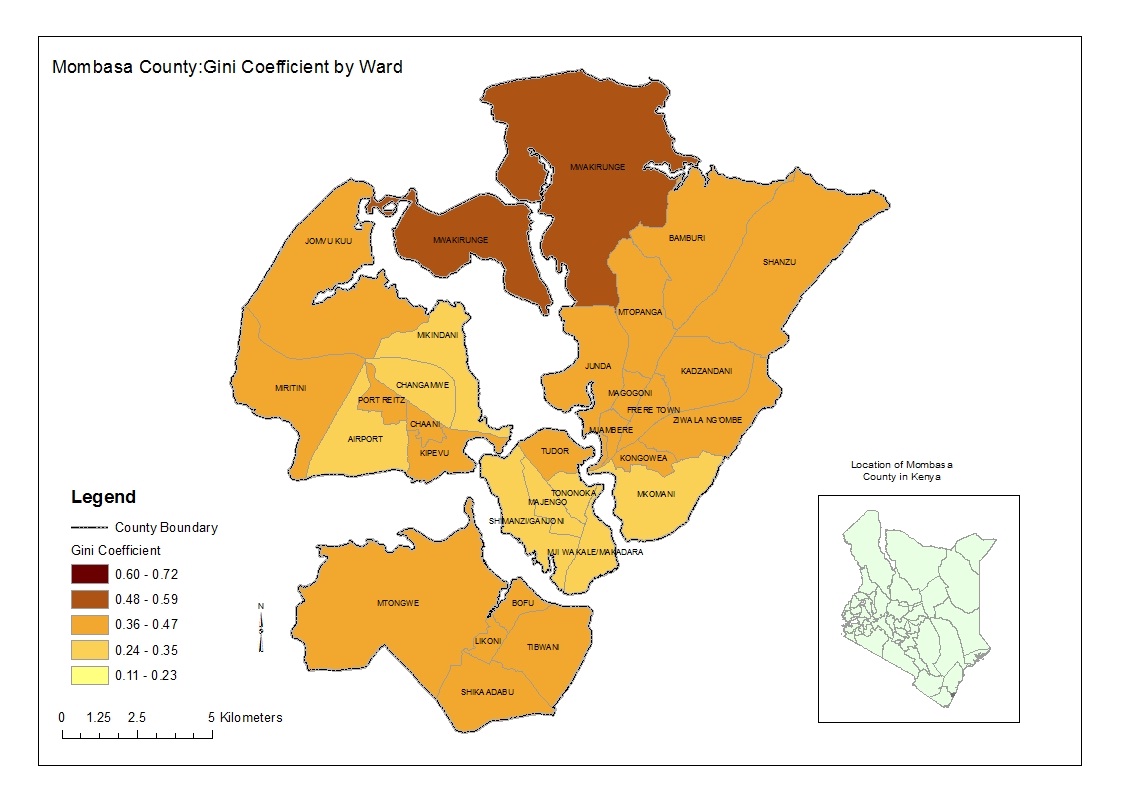 Mombasa County:Gini Coefficient by Ward
MWAKIRUNGE
JOMVU KUU
MWAKIRUNGE
BAMBURI
SHANZU
MTOPANGA
MIKINDANI
JUNDA
KADZANDANI
MIRITINI
CHANGAMWE
MAGOGONI
PORT REITZ
FRERE TOWN
ZIWA LA NG'OMBE
CHAANI
MJAMBERE
AIRPORT
KIPEVU
TUDOR
KONGOWEA
Location of Mombasa
County in Kenya
TONONOKA
MKOMANI
MAJENGO
SHIMANZI/GANJONI
MJI WA KALE/MAKADARA
Legend
County Boundary
Gini Coefficient
0.60 - 0.72
0.48 - 0.59
0.36 - 0.47
0.24 - 0.35
0.11 - 0.23
N
MTONGWE
BOFU
LIKONI
TIBWANI
SHIKA ADABU
0 1.25 2.5 5 Kilometers